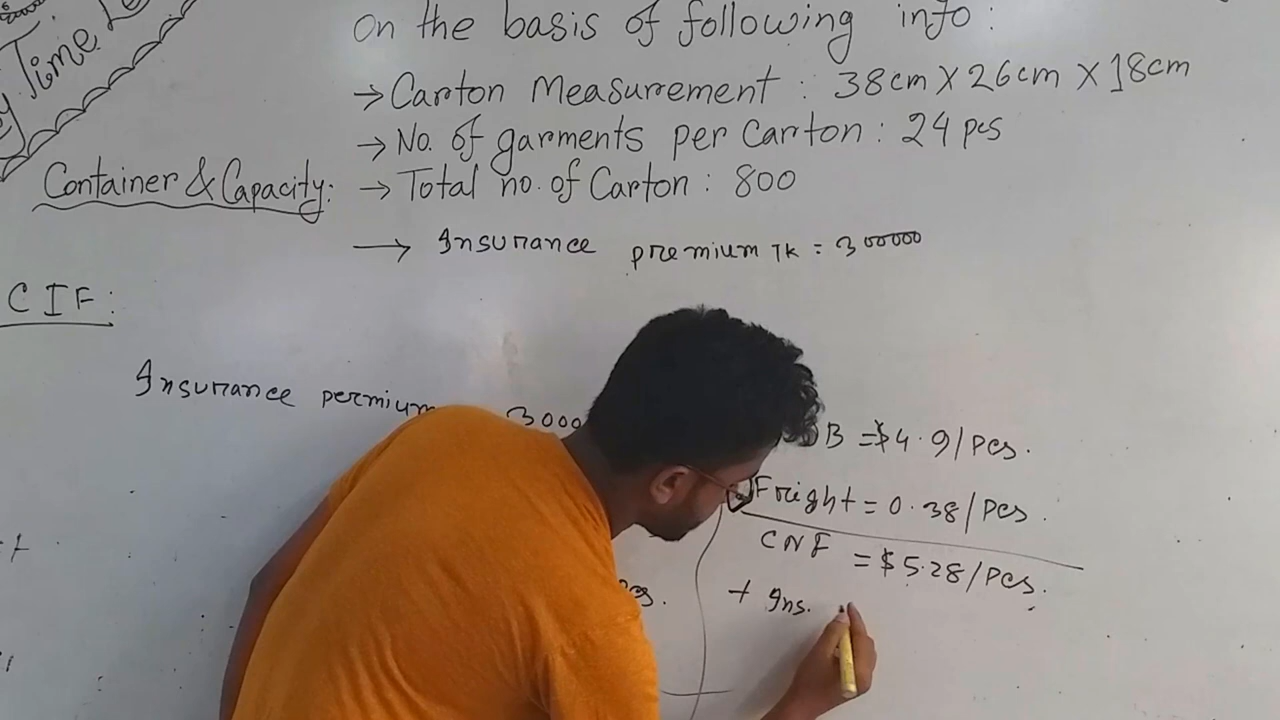 Time
On the basis of following info:
→ Carton Measurement : 38cm X 26cm X 18cm
→ No. of garments per Carton : 24 pcs
Container & Capacity: → Total no. of Carton : 800
→ Insurance premium TK = 300000
CIF:
Insurance permium 3000
B = $4.9/Pcs.
Fright = 0.38/Pcs.
CNF = $5.28/Pcs.
+ Ins.